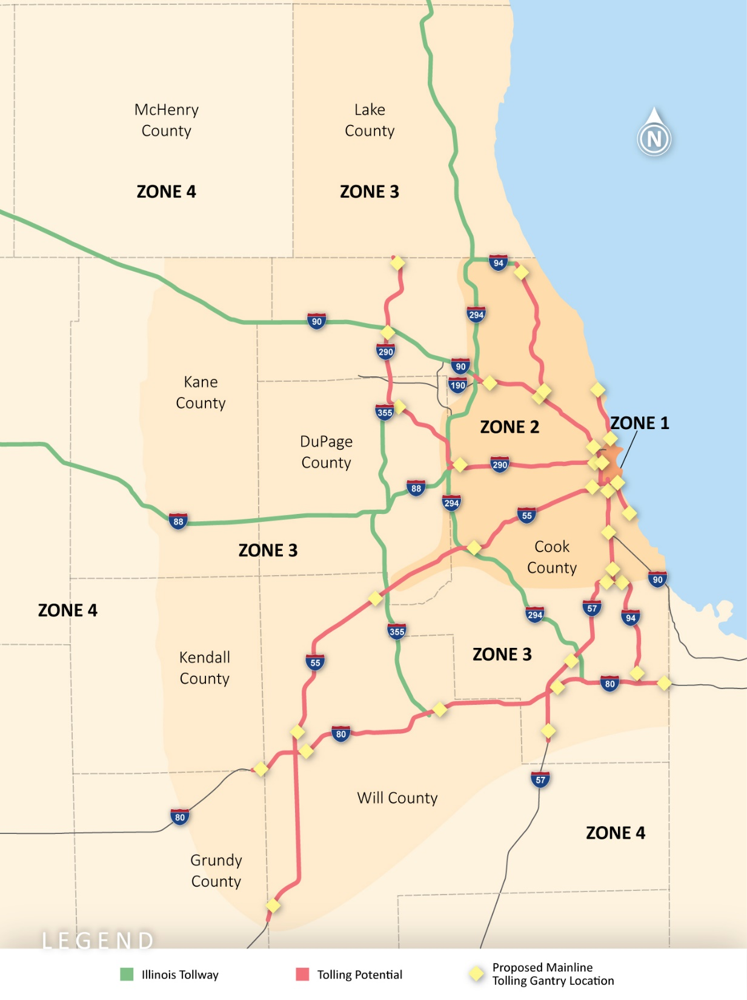 McHenry
County
Lake
County
N
ZONE 4
ZONE 3
94
294
90
290
90
190
Kane
County
355
ZONE 2
ZONE 1
DuPage
County
290
88
294
55
88
ZONE 3
Cook
County
90
ZONE 4
57
294
94
355
ZONE 3
Kendall
County
55
80
80
57
Will County
80
ZONE 4
Grundy
County
LEGEND
Illinois Tollway
Tolling Potential
Proposed Mainline
Tolling Gantry Location